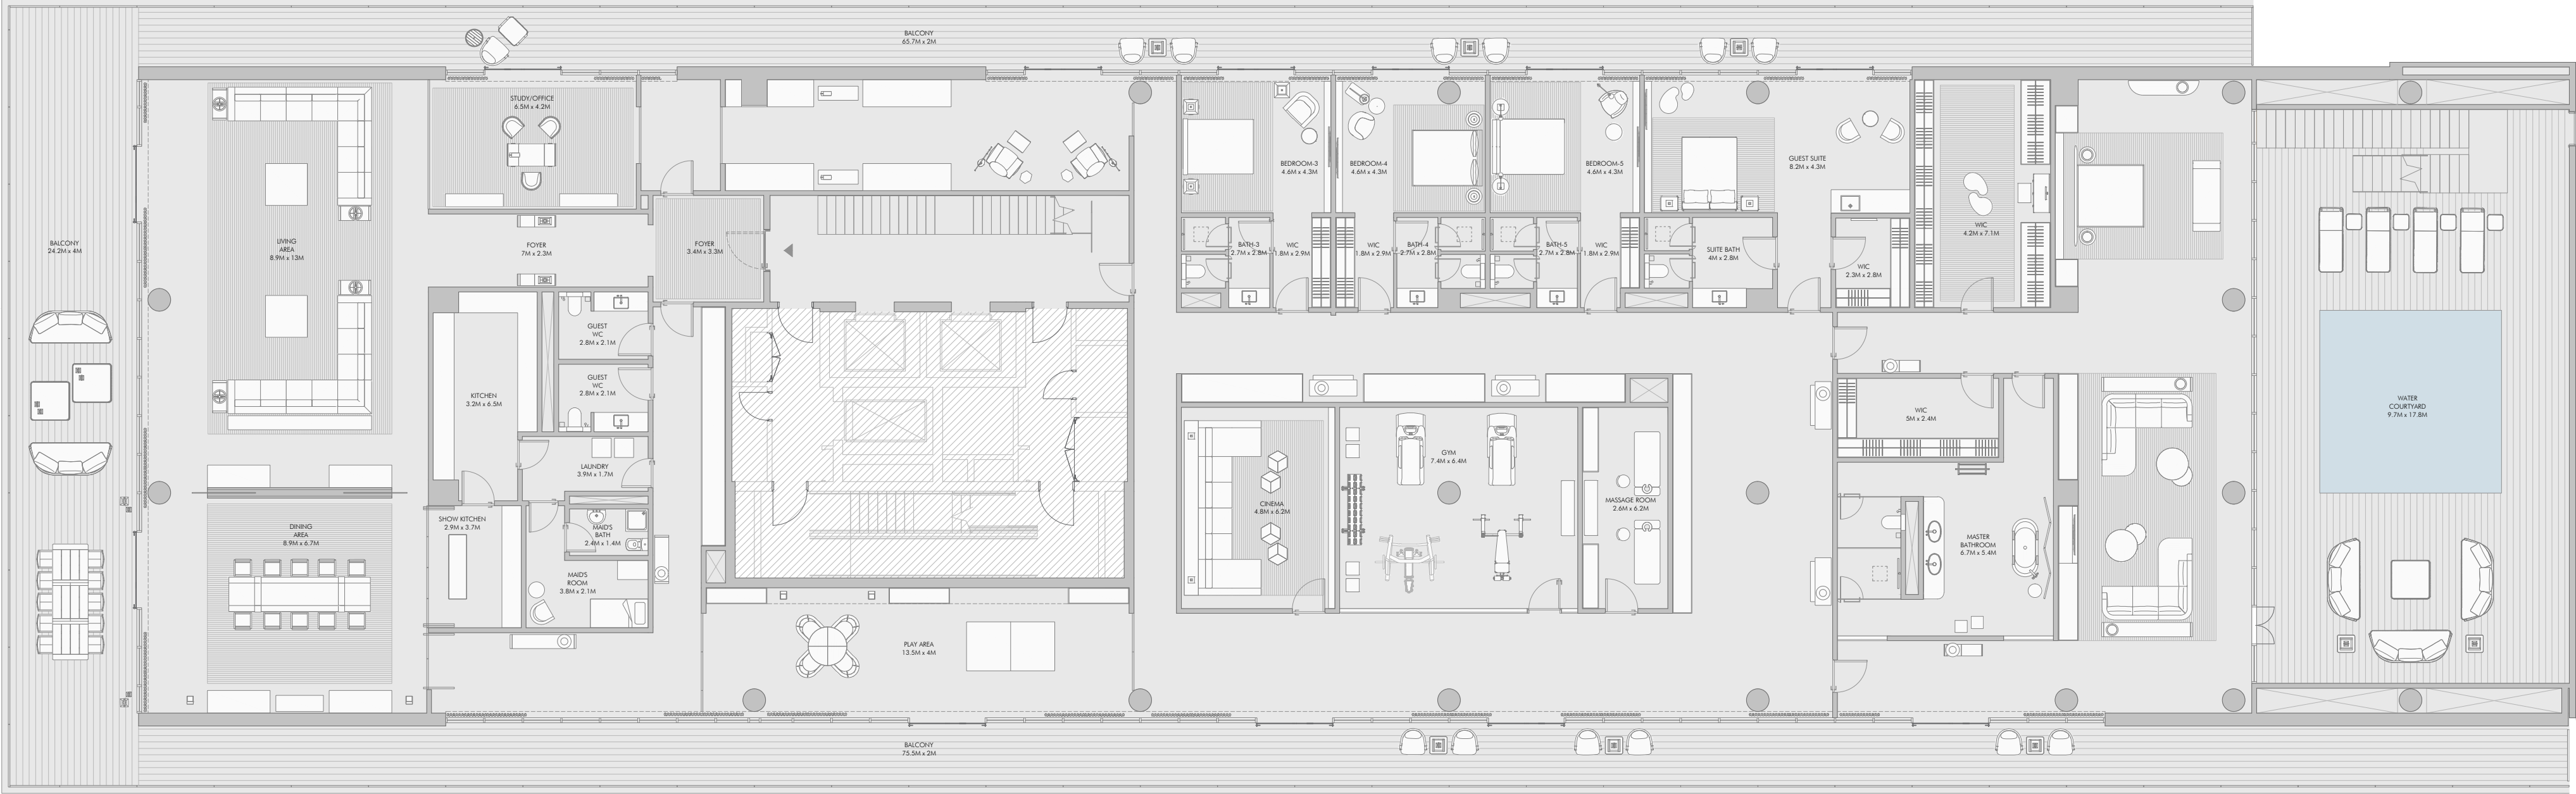 BALCONY
65.7M x 2M
STUDY/OFFICE
6.5M x 4.2M
BEDROOM-3
4.6M x 4.3M
BEDROOM-4
4.6M x 4.3M
BEDROOM-5
4.6M x 4.3M
GUEST SUITE
8.2M x 4.3M
WIC
4.2M x 7.1M
BALCONY
24.2M x 4M
LIVING
AREA
8.9M x 13M
FOYER
7M x 2.3M
FOYER
3.4M x 3.3M
BATH-3
2.7M x 2.8M
WIC
1.8M x 2.9M
WIC
1.8M x 2.9M
BATH-4
2.7M x 2.8M
BATH-5
2.7M x 2.8M
WIC
1.8M x 2.9M
SUITE BATH
4M x 2.8M
WIC
2.3M x 2.8M
GUEST
WC
2.8M x 2.1M
GUEST
WC
2.8M x 2.1M
KITCHEN
3.2M x 6.5M
WIC
5M x 2.4M
WATER
COURTYARD
9.7M x 17.8M
LAUNDRY
3.9M x 1.7M
GYM
7.4M x 6.4M
CINEMA
4.8M x 6.2M
MASSAGE ROOM
2.6M x 6.2M
DINING
AREA
8.9M x 6.7M
SHOW KITCHEN
2.9M x 3.7M
MAID'S
BATH
2.4M x 1.4M
MASTER
BATHROOM
6.7M x 5.4M
MAID'S
ROOM
3.8M x 2.1M
PLAY AREA
13.5M x 4M
BALCONY
75.5M x 2M